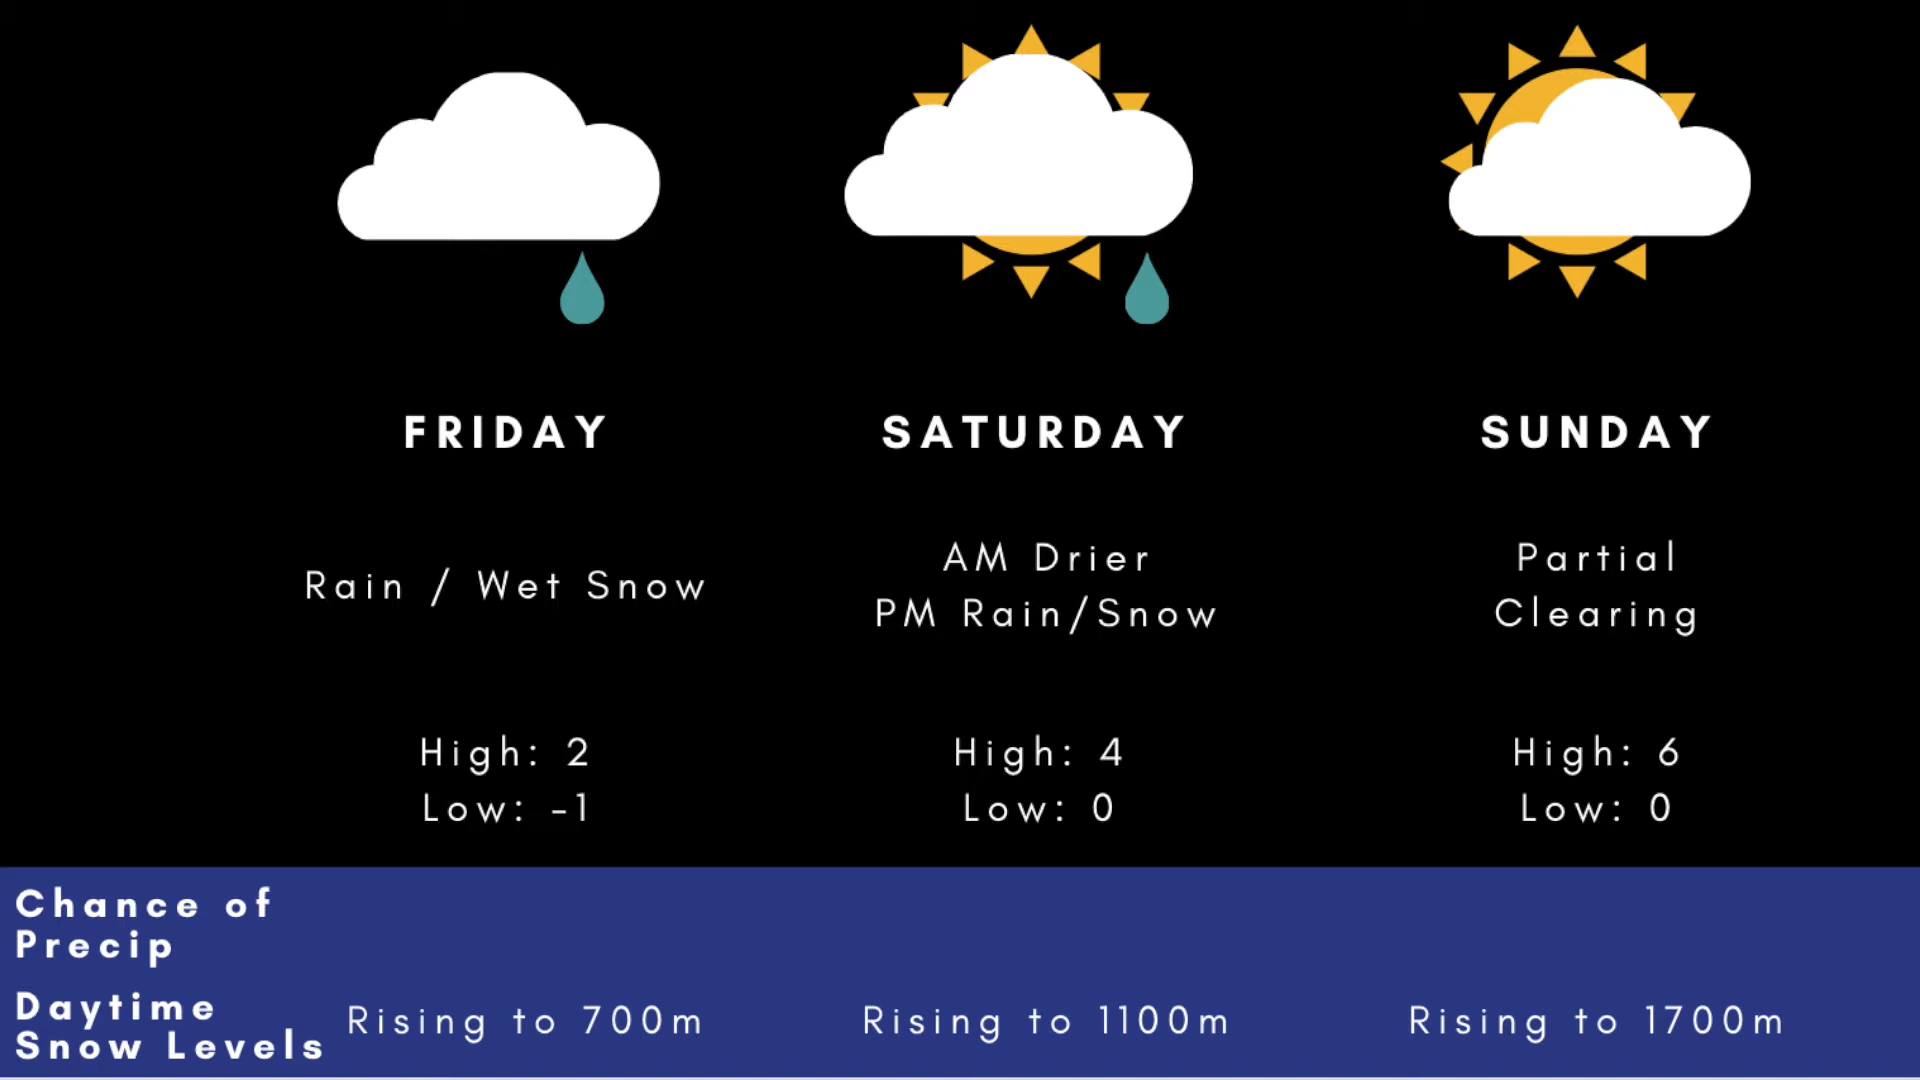 FRIDAY
SATURDAY
SUNDAY
Rain / Wet Snow
AM Drier
PM Rain/Snow
Partial
Clearing
High: 2
Low: -1
High: 4
Low: 0
High: 6
Low: 0
Chance of
Precip
Daytime
Snow Levels
Rising to 700m
Rising to 1100m
Rising to 1700m